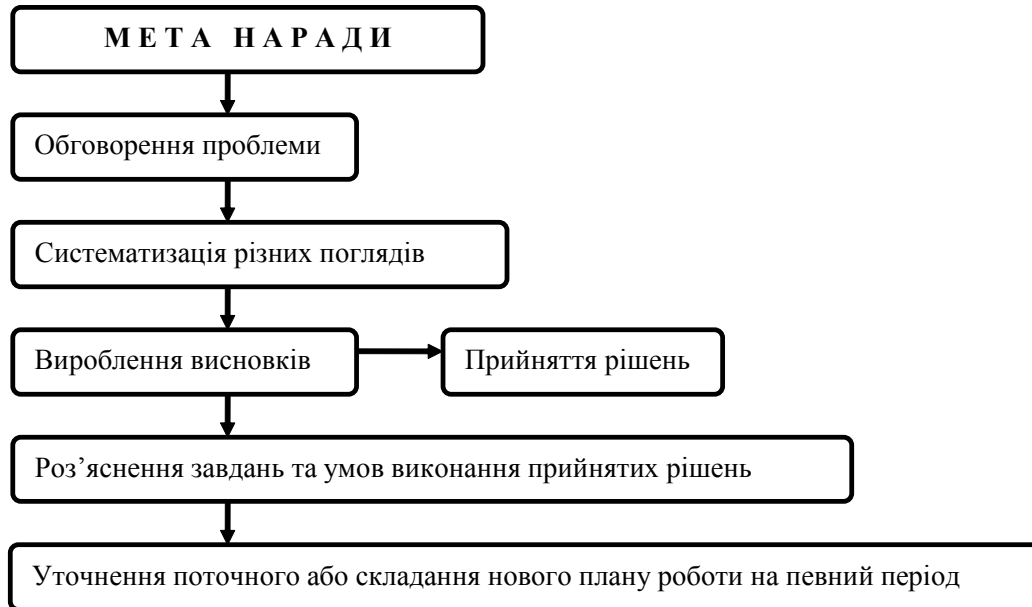 МЕТА НАРАДИ
Обговорення проблеми
Систематизація різних поглядів
Вироблення висновків
Прийняття рішень
Роз’яснення завдань та умов виконання прийнятих рішень
Уточнення поточного або складання нового плану роботи на певний період